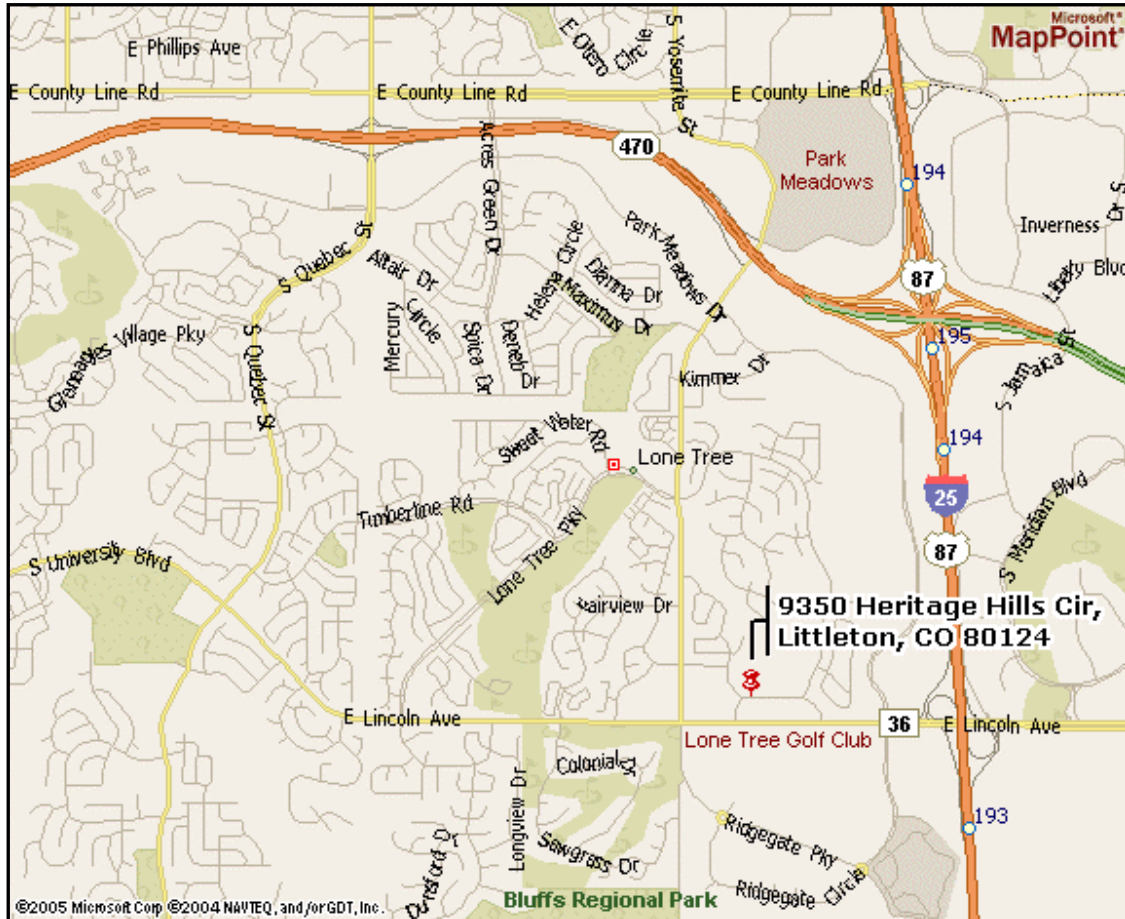 Microsoft®
MapPoint®
E Phillips Ave
E Otero Circle
S Yosemite St
E County Line Rd
E County Line Rd
E County Line Rd
470
Acres Green Dr
Park
Meadows
194
S Quebec St
Altair Dr
Helena Circle
Park Meadows Dr
Dianna Dr
Maximus Dr
Mercury
Circle
Spica Dr
Deneb Dr
87
Inverness Dr S
Liberty Blvd
Gleneagles Village Pky
S Quebec St
195
Kimmer Dr
S Jamaica St
Sweet Water Rd
Lone Tree
194
25
Timberline Rd
Lone Tree Pky
S University Blvd
87
S Meridian Blvd
Fairview Dr
9350 Heritage Hills Cir,
Littleton, CO 80124
E Lincoln Ave
36
E Lincoln Ave
Lone Tree Golf Club
Colonial Dr
Longview Dr
193
Ridgegate Pky
Sawgrass Dr
Ridgegate Circle
Bluffs Regional Park
©2005 Microsoft Corp ©2004 NAVTEQ, and/or GDT, Inc.